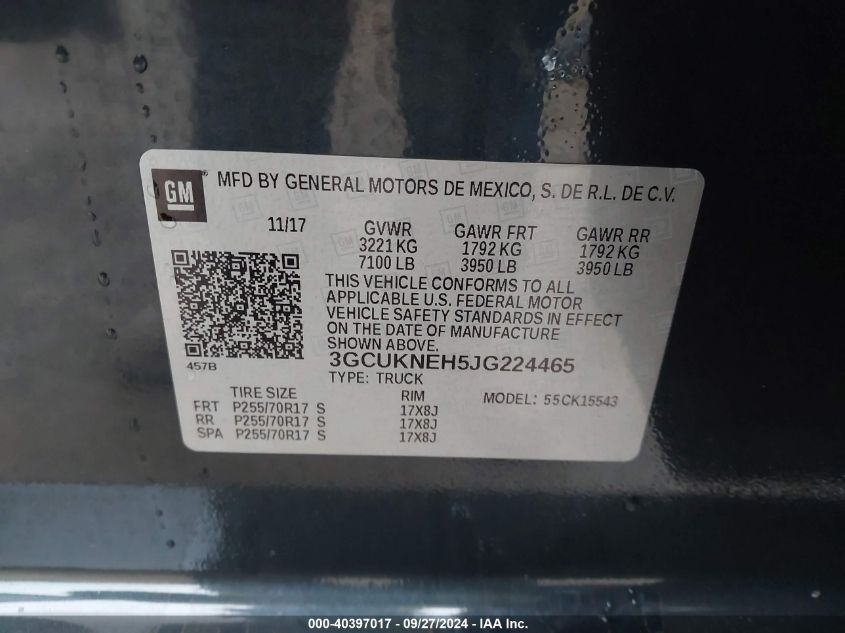 GM
MFD BY GENERAL MOTORS DE MEXICO, S. DE R.L. DE C.V.
11/17 GVWR GAWR FRT GAWR RR
3221 KG 1792 KG 1792 KG
7100 LB 3950 LB 3950 LB
THIS VEHICLE CONFORMS TO ALL
APPLICABLE U.S. FEDERAL MOTOR
VEHICLE SAFETY STANDARDS IN EFFECT
ON THE DATE OF MANUFACTURE
SHOWN ABOVE.
457B 3GCUKNEH5JG224465
TYPE: TRUCK
TIRE SIZE RIM MODEL: 55CK15543
FRT P255/70R17 S 17X8J
RR P255/70R17 S 17X8J
SPA P255/70R17 S 17X8J
000-40397017 - 09/27/2024 - IAA Inc.